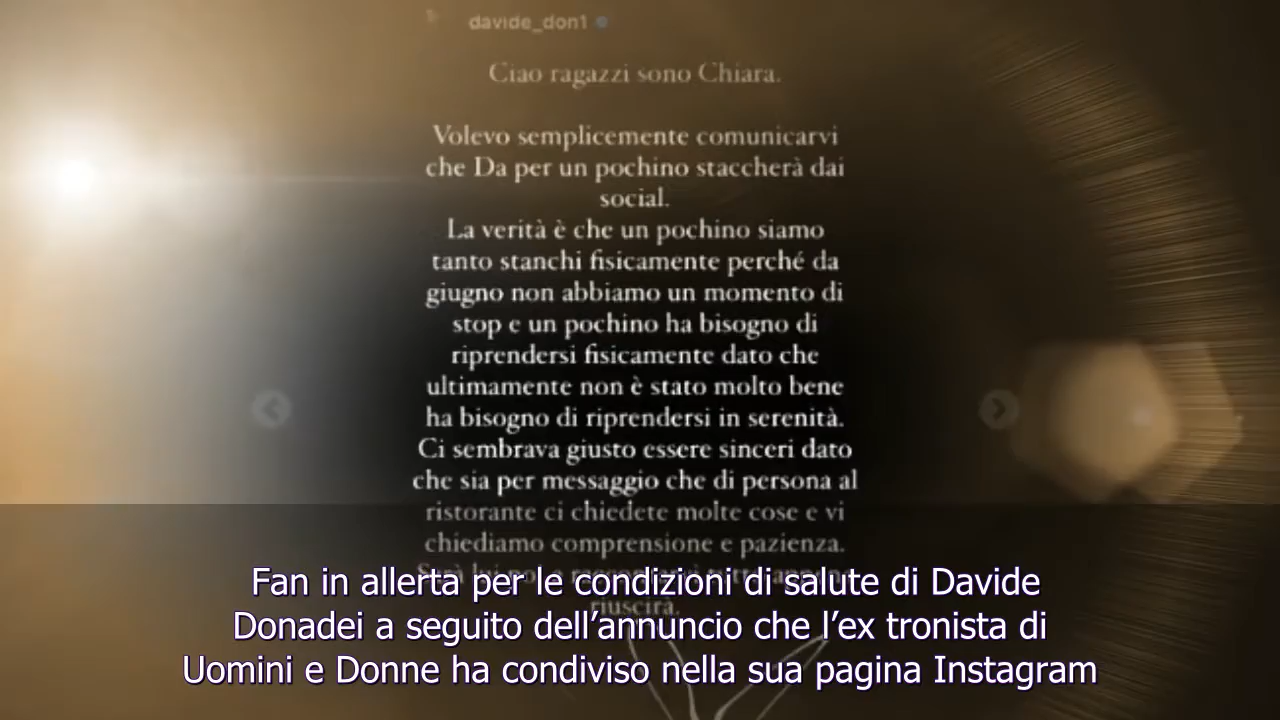 davide_don1
Ciao ragazzi sono Chiara.
Volevo semplicemente comunicarvi
che Da per un pochino staccherà dai
social.
La verità è che un pochino siamo
tanto stanchi fisicamente perché da
giugno non abbiamo un momento di
stop e un pochino ha bisogno di
riprendersi fisicamente dato che
ultimamente non è stato molto bene
ha bisogno di riprendersi in serenità.
Ci sembrava giusto essere sinceri dato
che sia per messaggio che di persona al
ristorante ci chiedete molte cose e vi
chiediamo comprensione e pazienza.
riuscirà.
Fan in allerta per le condizioni di salute di Davide
Donadei a seguito dell’annuncio che l’ex tronista di
Uomini e Donne ha condiviso nella sua pagina Instagram